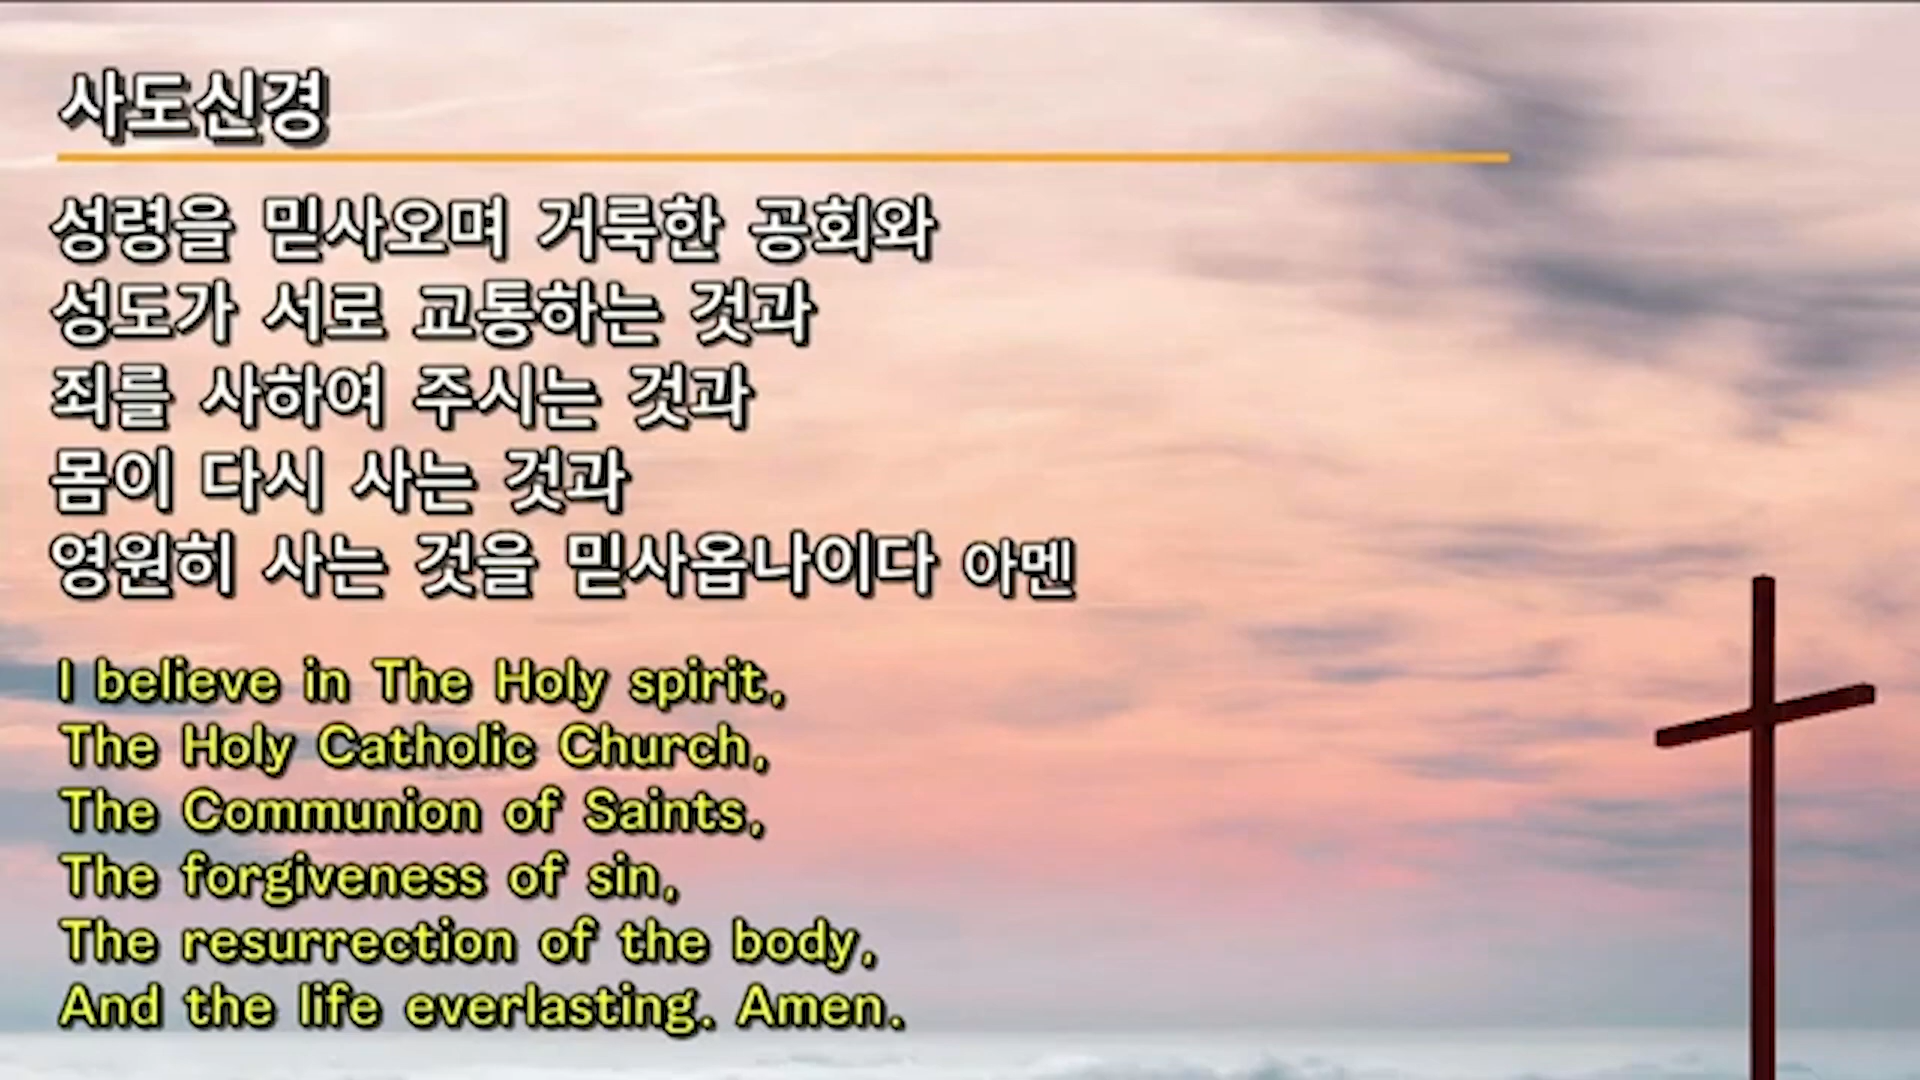 사도신경
성령을 믿사오며 거룩한 공회와
성도가 서로 교통하는 것과
죄를 사하여 주시는 것과
몸이 다시 사는 것과
영원히 사는 것을 믿사옵나이다 아멘
I believe in The Holy spirit,
The Holy Catholic Church,
The Communion of Saints,
The forgiveness of sin,
The resurrection of the body,
And the life everlasting. Amen.